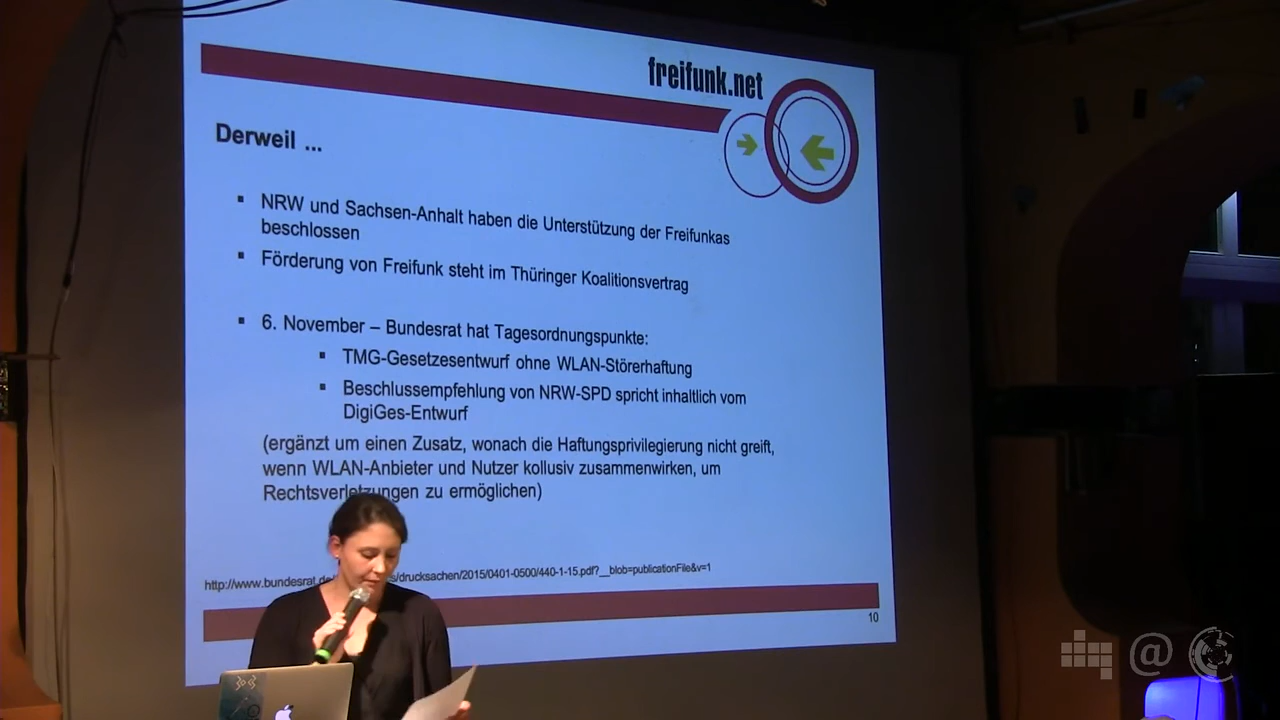 freifunk.net
Derweil ...
▪ NRW und Sachsen-Anhalt haben die Unterstützung der Freifunkas
beschlossen
▪ Förderung von Freifunk steht im Thüringer Koalitionsvertrag
▪ 6. November – Bundesrat hat Tagesordnungspunkte:
▪ TMG-Gesetzesentwurf ohne WLAN-Störerhaftung
▪ Beschlussempfehlung von NRW-SPD spricht inhaltlich vom
DigiGes-Entwurf
(ergänzt um einen Zusatz, wonach die Haftungsprivilegierung nicht greift,
wenn WLAN-Anbieter und Nutzer kollusiv zusammenwirken, um
Rechtsverletzungen zu ermöglichen)
http://www.bundesrat.de/ s/drucksachen/2015/0401-0500/440-1-15.pdf?__blob=publicationFile&v=1
10
@